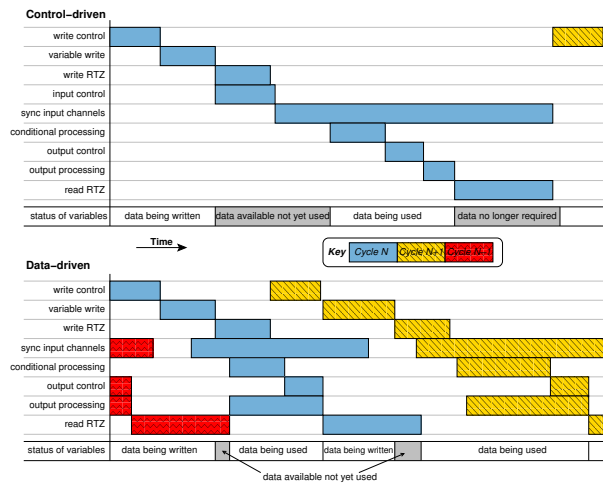 Control–driven
write control
variable write
write RTZ
input control
sync input channels
conditional processing
output control
output processing
read RTZ
status of variables data being written data available not yet used data being used data no longer required
Time
Key Cycle N Cycle N+1 Cycle N−1
Data–driven
write control
variable write
write RTZ
sync input channels
conditional processing
output control
output processing
read RTZ
status of variables data being written data being used data being written data being used
data available not yet used